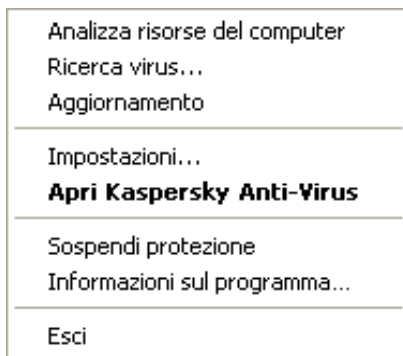 Analizza risorse del computer
Ricerca virus...
Aggiornamento
Impostazioni...
Apri Kaspersky Anti-Virus
Sospendi protezione
Informazioni sul programma...
Esci